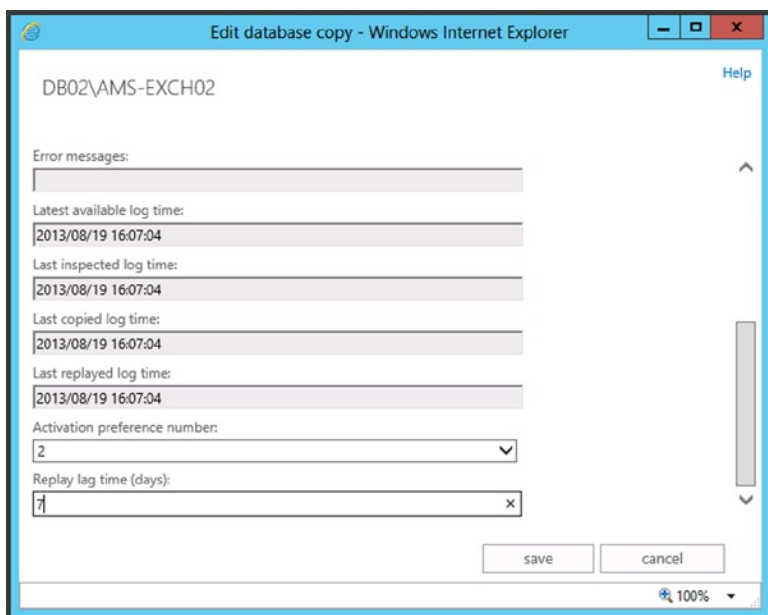 Edit database copy - Windows Internet Explorer
Help
DB02\AMS-EXCH02
Error messages:
Latest available log time:
2013/08/19 16:07:04
Last inspected log time:
2013/08/19 16:07:04
Last copied log time:
2013/08/19 16:07:04
Last replayed log time:
2013/08/19 16:07:04
Activation preference number:
2
Replay lag time (days):
7
save cancel
100%